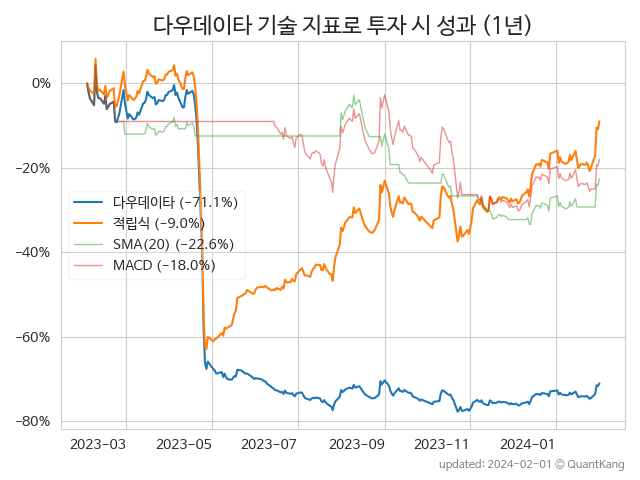 다우데이타 기술 지표로 투자 시 성과 (1년)
0%
−20%
−40%
−60%
−80%
다우데이타 (−71.1%)
적립식 (−9.0%)
SMA(20) (−22.6%)
MACD (−18.0%)
2023−03 2023−05 2023−07 2023−09 2023−11 2024−01
updated: 2024-02-01 © QuantKang